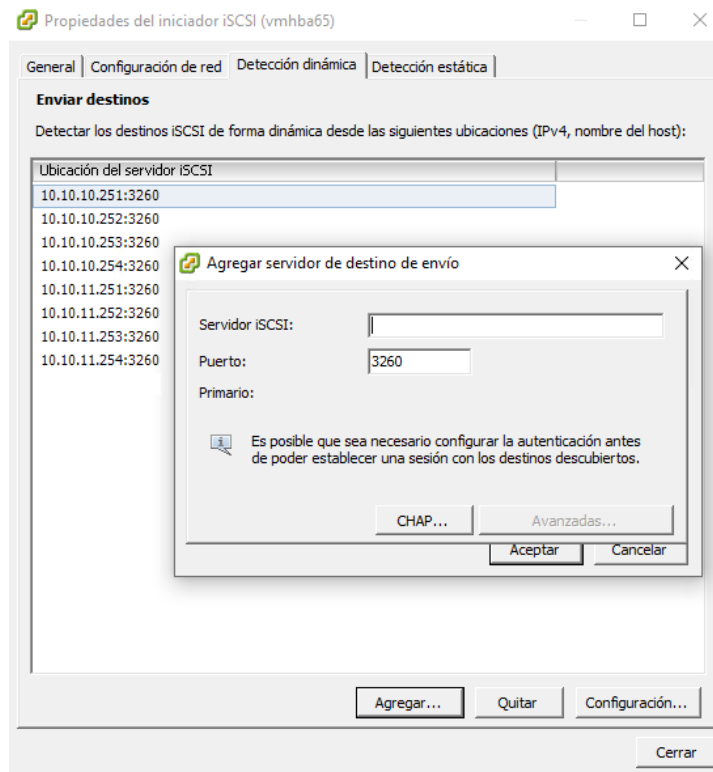 Propiedades del iniciador iSCSI (vmhba65)
General
Configuración de red
Detección dinámica
Detección estática
Enviar destinos
Detectar los destinos iSCSI de forma dinámica desde las siguientes ubicaciones (IPv4, nombre del host):
Ubicación del servidor iSCSI
10.10.10.251:3260
10.10.10.252:3260
10.10.10.253:3260
10.10.10.254:3260
10.10.11.251:3260
10.10.11.252:3260
10.10.11.253:3260
10.10.11.254:3260
Agregar servidor de destino de envío
Servidor iSCSI:
Puerto:
3260
Primario:
Es posible que sea necesario configurar la autenticación antes
de poder establecer una sesión con los destinos descubiertos.
CHAP...
Avanzadas...
Aceptar
Cancelar
Agregar...
Quitar
Configuración...
Cerrar